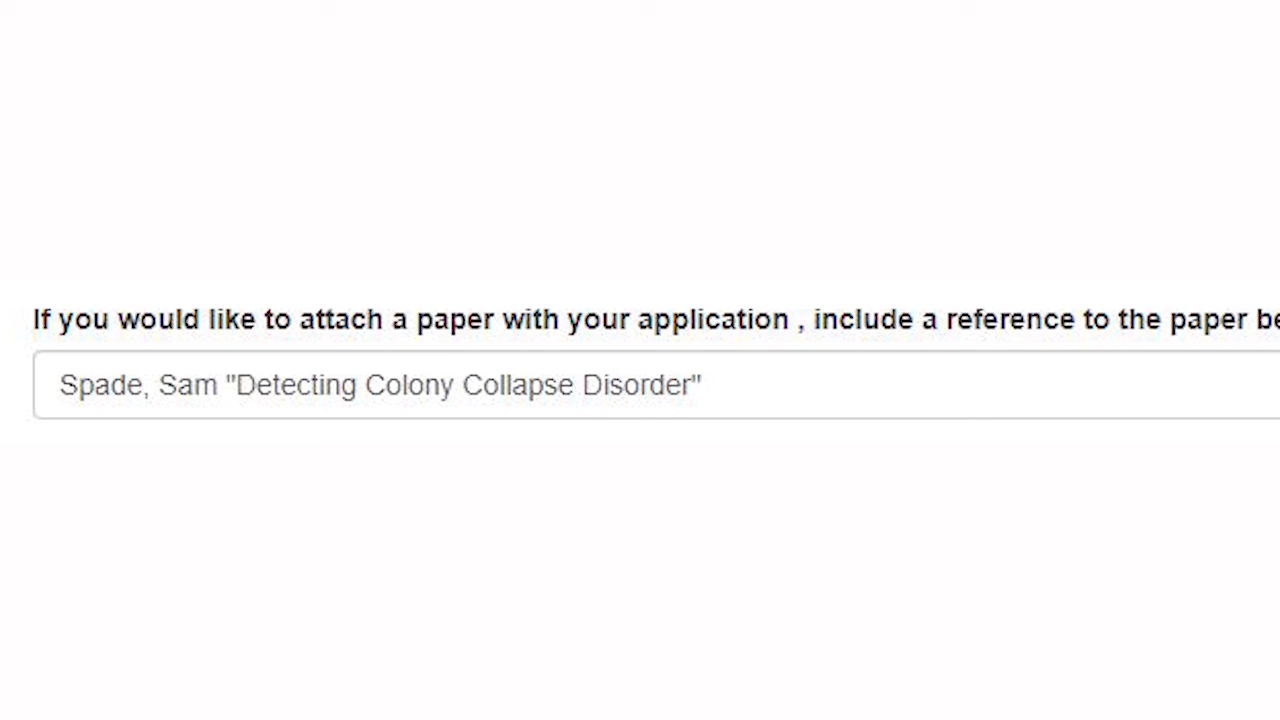 If you would like to attach a paper with your application , include a reference to the paper
Spade, Sam "Detecting Colony Collapse Disorder"